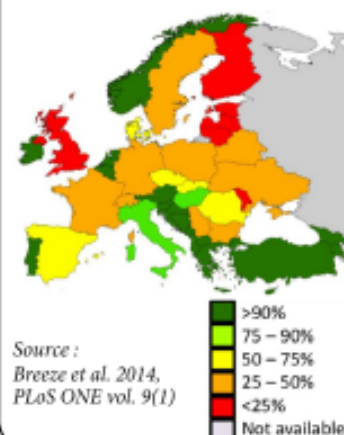 >90%
75 – 90%
50 – 75%
25 – 50%
<25%
Not available
Source :
Breeze et al. 2014,
PLoS ONE vol. 9(1)